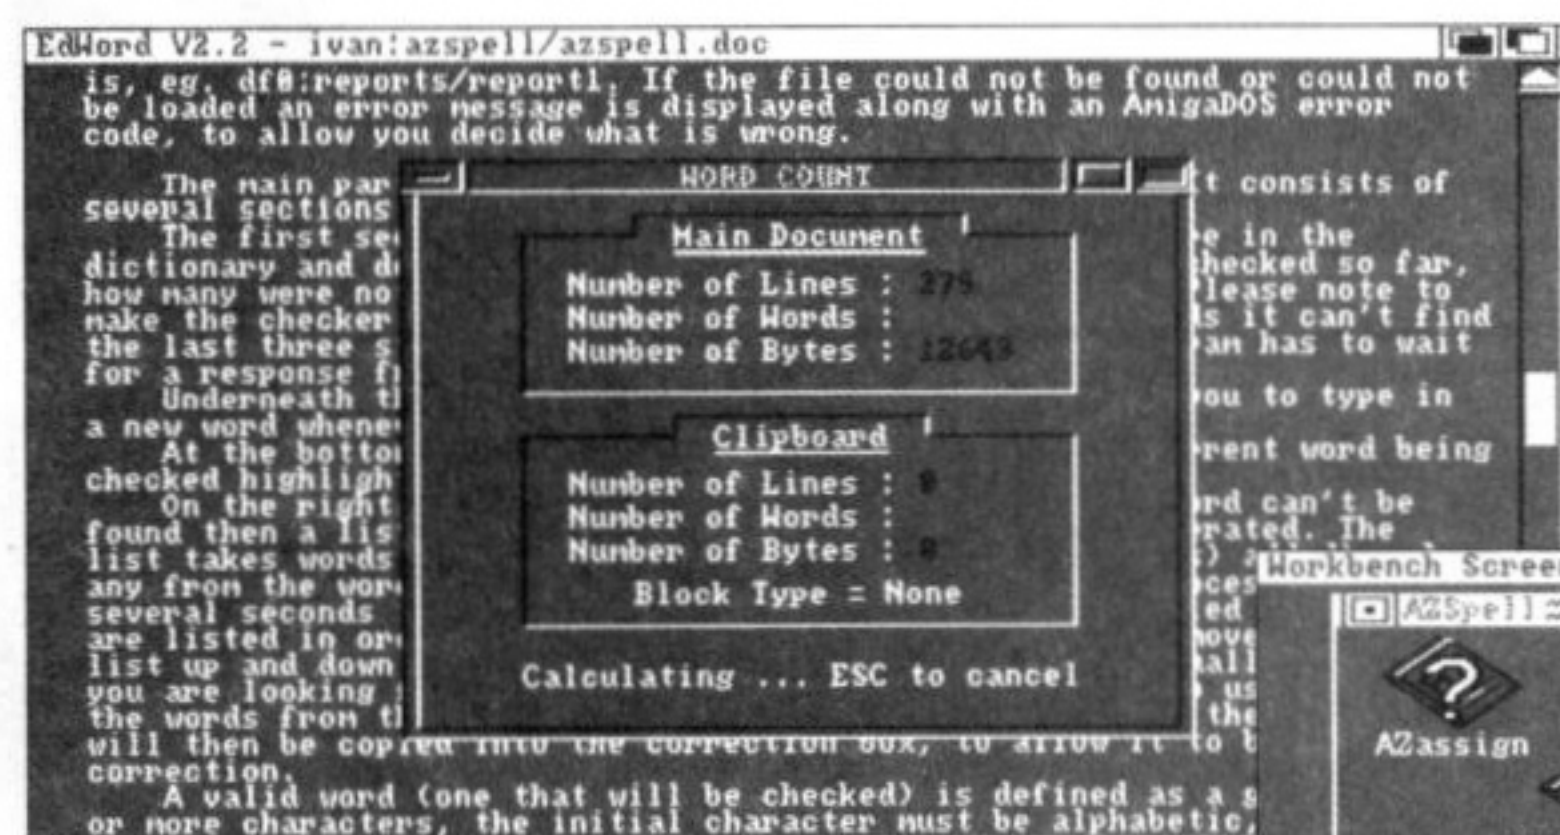 EdWord V2.2 - ivan:azspell/azspell.doc
is, eg. df0:reports/report1. If the file could not be found or could not
be loaded an error message is displayed along with an AmigaDOS error
code, to allow you decide what is wrong.
The main par
t consists of
several sections
The first se
e in the
dictionary and d
hecked so far,
how many were no
lease note to
make the checker
s it can't find
the last three s
am has to wait
for a response f
Underneath t
ou to type in
a new word whene
At the botto
rent word being
checked highligh
On the right
rd can't be
found then a lis
rated. The
list takes words
any from the wor
ces
several seconds
ed
are listed in or
ove
list up and down
all
you are looking
us
the words from t
the
will then be copied into the correction box, to allow it to b
correction.
A valid word (one that will be checked) is defined as a g
or more characters, the initial character must be alphabetic,
WORD COUNT
Main Document
Number of Lines : 275
Number of Words :
Number of Bytes : 12643
Clipboard
Number of Lines : 0
Number of Words :
Number of Bytes : 0
Block Type = None
Calculating ... ESC to cancel
Workbench Scree
AZSpell
AZassign